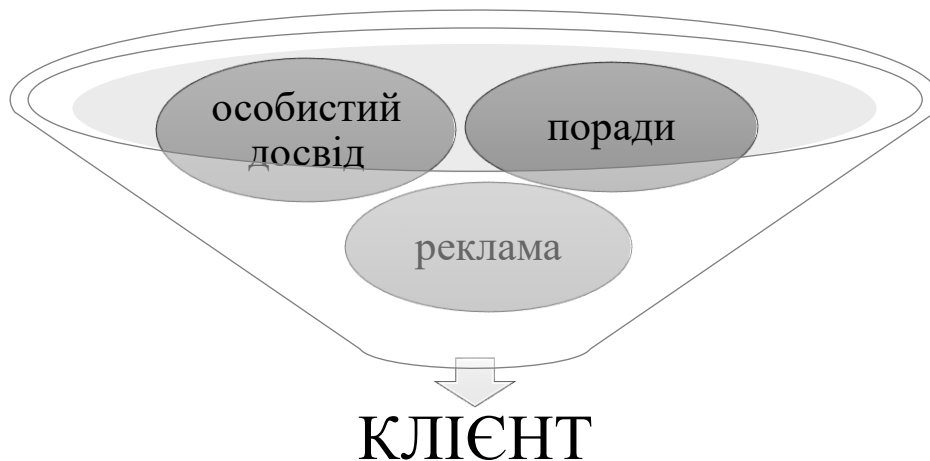 особистий
досвід
поради
реклама
КЛІЄНТ